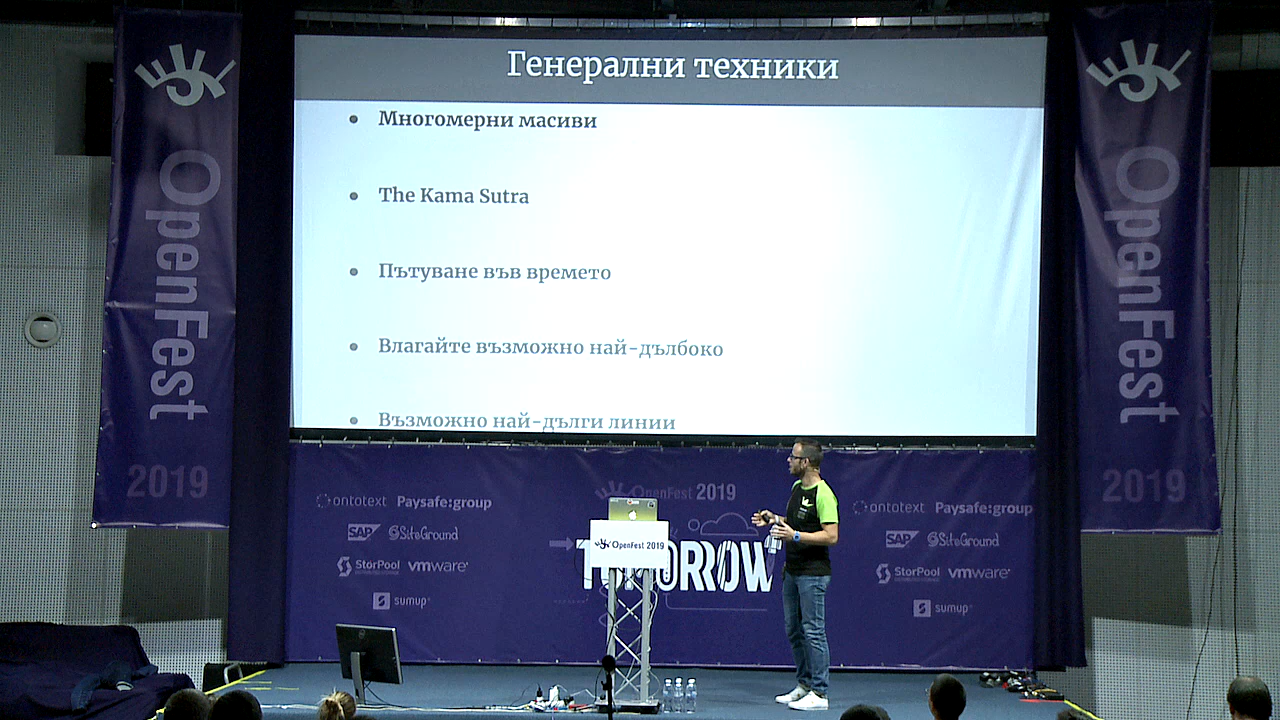 Генерални техники
• Многомерни масиви
• The Kama Sutra
• Пътуване във времето
• Влагайте възможно най-дълбоко
• Възможно най-дълги линии
OpenFest
2019
OpenFest
2019
ontotext Paysafe:group
SAP SiteGround
StorPool vmware
sumup
OpenFest 2019
OpenFest 2019
ontotext Paysafe:group
SAP SiteGround
StorPool vmware
sumup